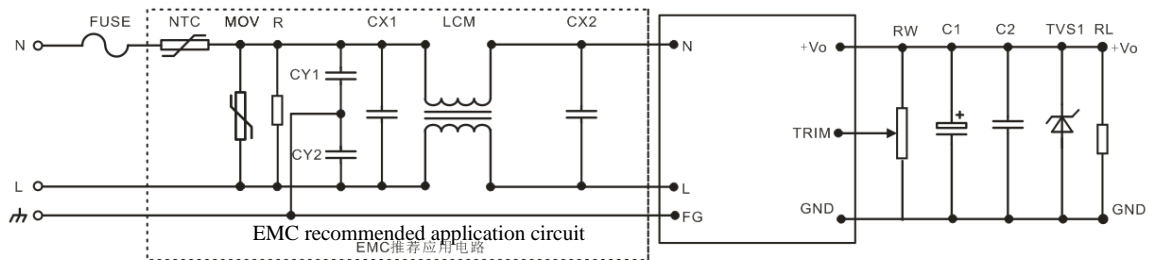 FUSE NTC MOV R CX1 LCM CX2
N N +Vo RW C1 C2 TVS1 RL +Vo
CY1
+
TRIM
CY2
L L
GND GND
FG
EMC recommended application circuit
EMC推荐应用电路